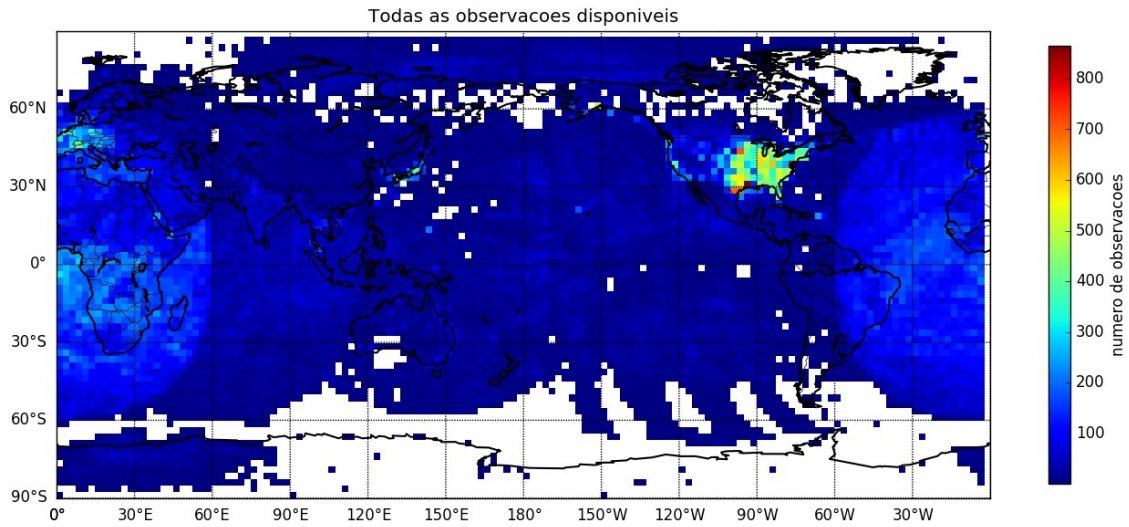 Todas as observacoes disponiveis
60°N
30°N
0°
30°S
60°S
90°S
0°
30°E
60°E
90°E
120°E
150°E
180°
150°W
120°W
90°W
60°W
30°W
800
700
600
500
400
300
200
100
numero de observacoes